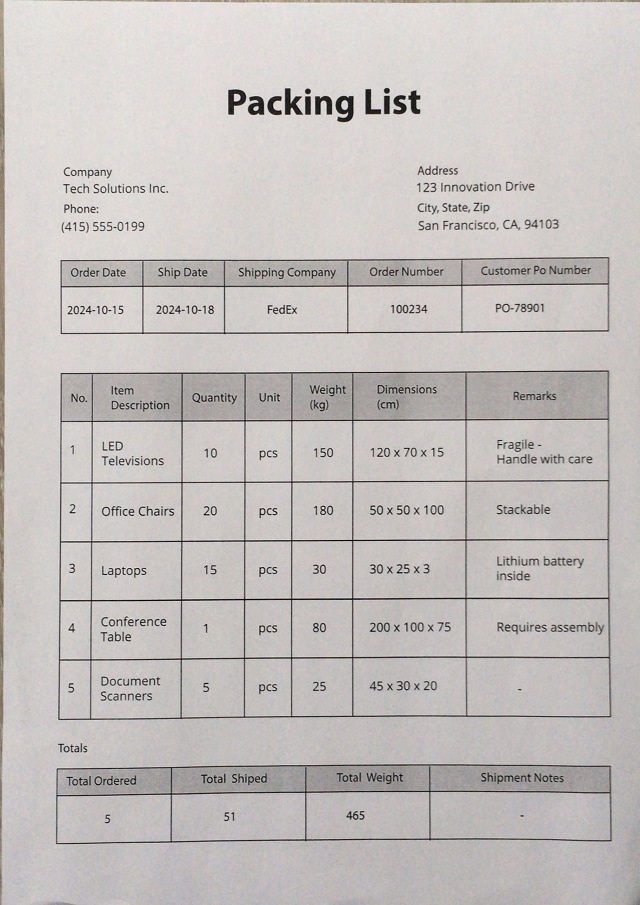 Packing List
Company
Tech Solutions Inc.
Phone:
(415) 555-0199
Address
123 Innovation Drive
City, State, Zip
San Francisco, CA, 94103
Order Date Ship Date Shipping Company Order Number Customer Po Number
2024-10-15 2024-10-18 FedEx 100234 PO-78901
No. Item Description Quantity Unit Weight (kg) Dimensions (cm) Remarks
1 LED Televisions 10 pcs 150 120 x 70 x 15 Fragile - Handle with care
2 Office Chairs 20 pcs 180 50 x 50 x 100 Stackable
3 Laptops 15 pcs 30 30 x 25 x 3 Lithium battery inside
4 Conference Table 1 pcs 80 200 x 100 x 75 Requires assembly
5 Document Scanners 5 pcs 25 45 x 30 x 20 -
Totals
Total Ordered Total Shiped Total Weight Shipment Notes
5 51 465 -